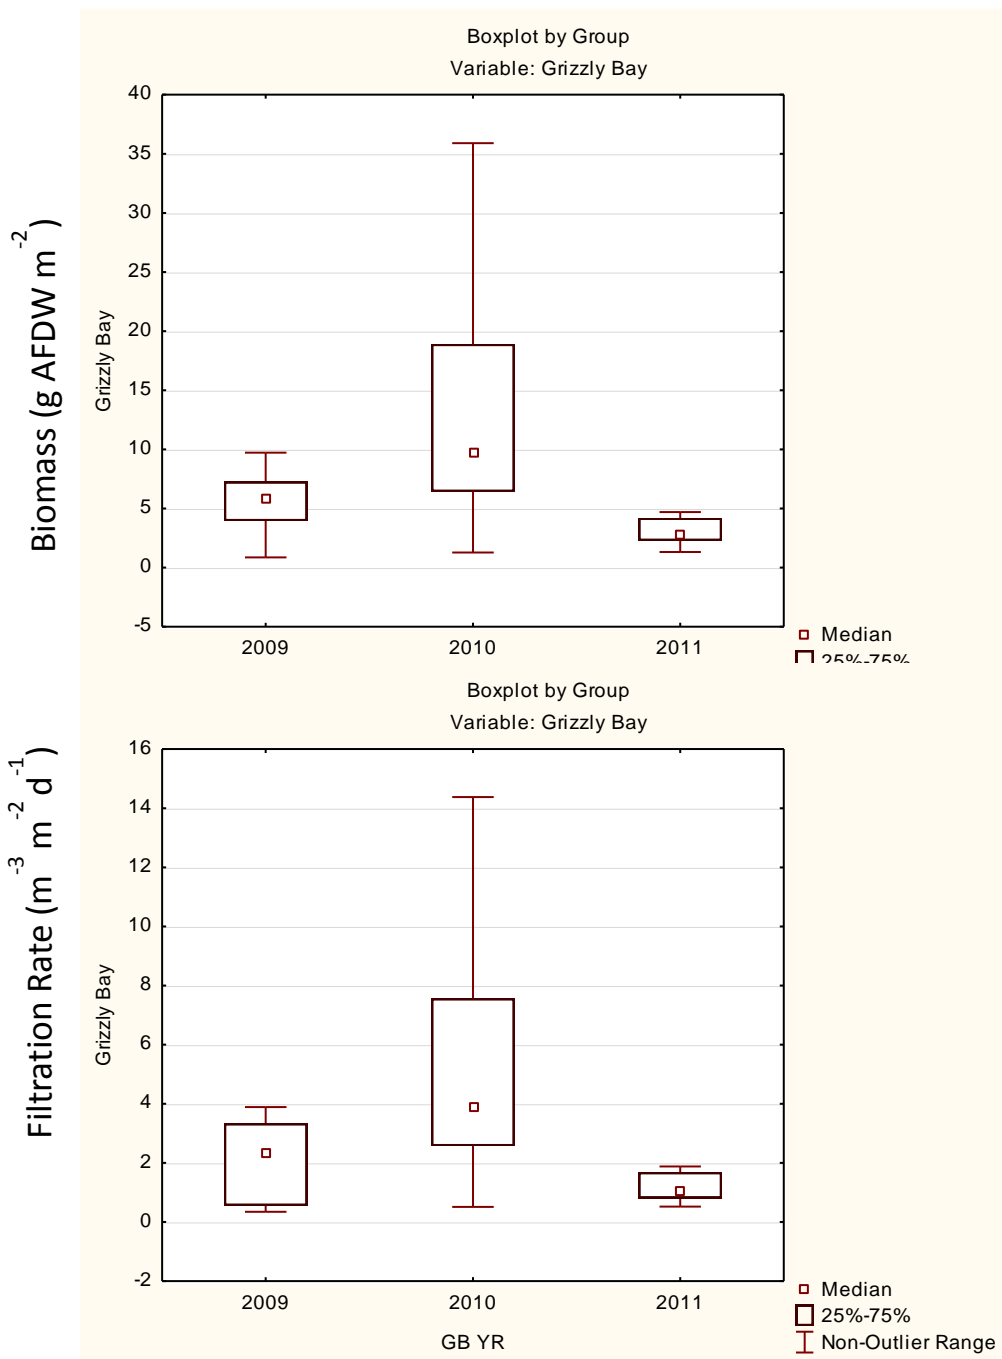 Boxplot by Group
Variable: Grizzly Bay
Biomass (g AFDW m-2)
Grizzly Bay
40
35
30
25
20
15
10
5
0
-5
2009 2010 2011
Median
25%-75%
Boxplot by Group
Variable: Grizzly Bay
Filtration Rate (m-3 m-2 d-1)
Grizzly Bay
16
14
12
10
8
6
4
2
0
-2
2009 2010 2011
GB YR
Median
25%-75%
Non-Outlier Range